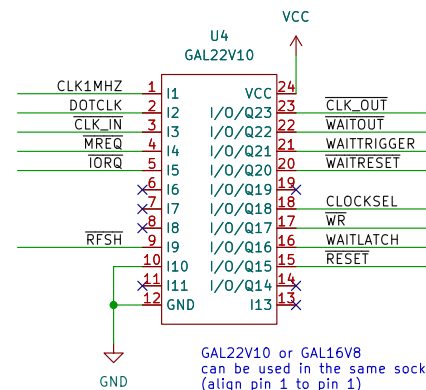 VCC
U4
GAL22V10
CLK1MHZ 1 I1 VCC 24
DOTCLK 2 I2 I/O/Q23 23 CLK_OUT
CLK_IN 3 I3 I/O/Q22 22 WAITOUT
MREQ 4 I4 I/O/Q21 21 WAITTRIGGER
IORQ 5 I5 I/O/Q20 20 WAITRESET
6 I6 I/O/Q19 19
7 I7 I/O/Q18 18 CLOCKSEL
8 I8 I/O/Q17 17 WR
RFSH 9 I9 I/O/Q16 16 WAITLATCH
10 I10 I/O/Q15 15 RESET
11 I11 I/O/Q14 14
12 GND I13 13
GAL22V10 or GAL16V8
can be used in the same sock
(align pin 1 to pin 1)
GND